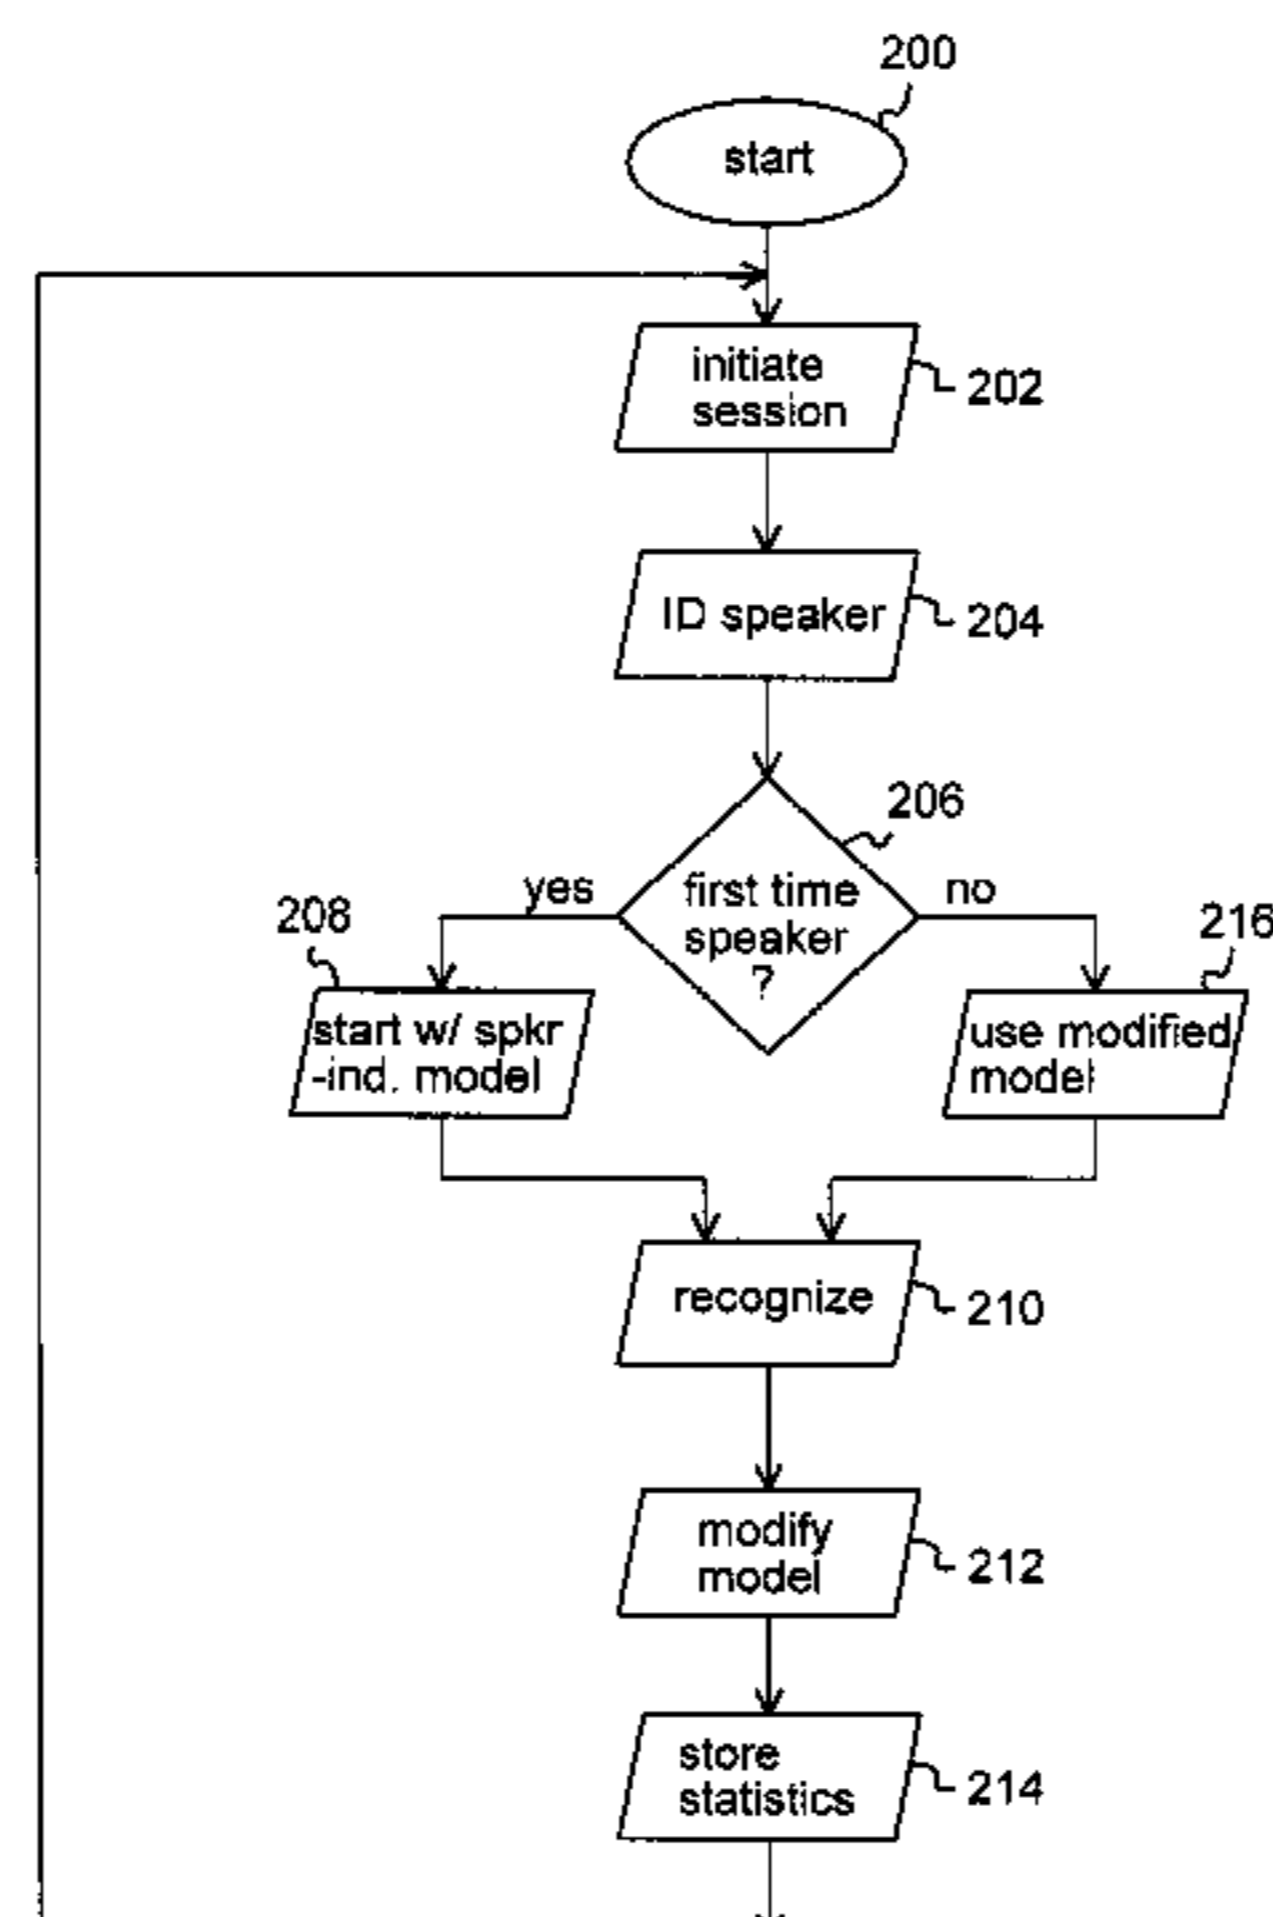 200
start
initiate
session
202
ID speaker
204
206
yes
first time
speaker
?
no
208
start w/ spkr
-ind. model
216
use modified
model
recognize
210
modify
model
212
store
statistics
214